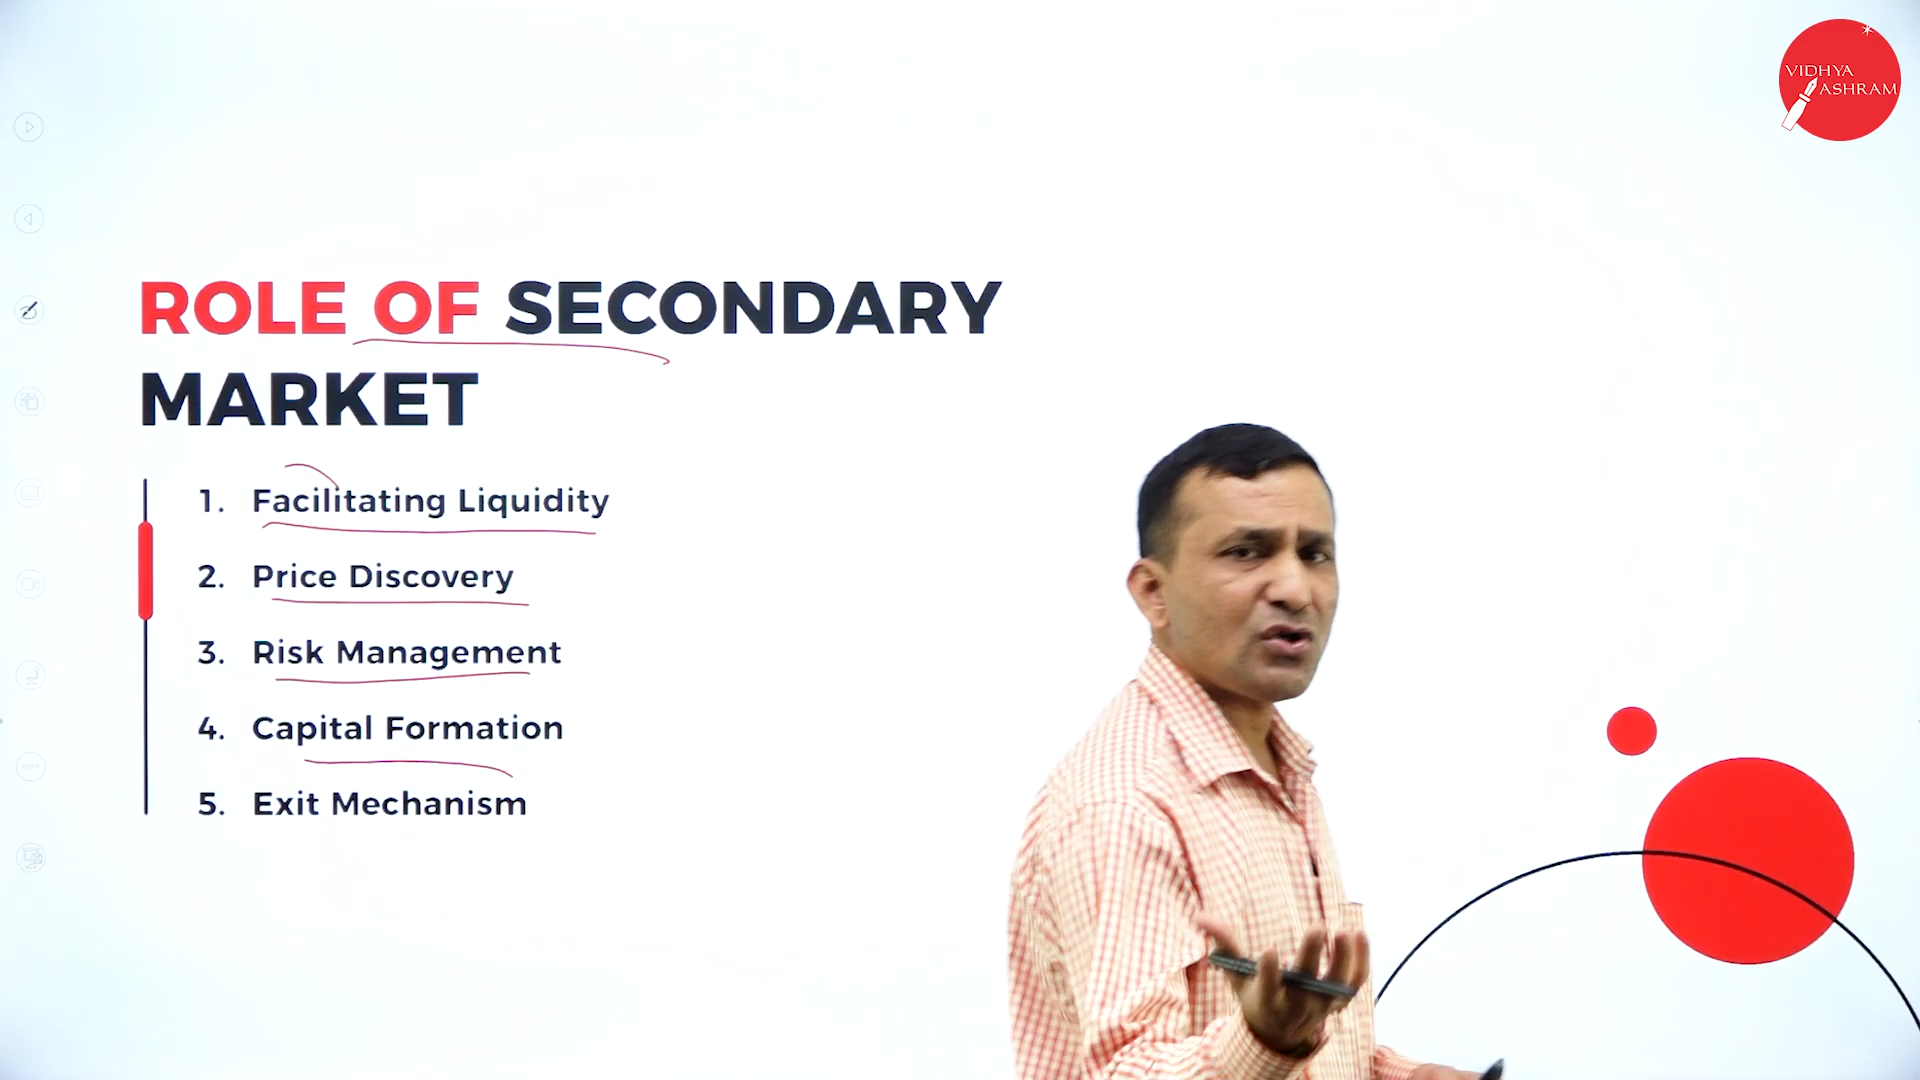 VIDHYA
ASHRAM
ROLE OF SECONDARY
MARKET
1. Facilitating Liquidity
2. Price Discovery
3. Risk Management
4. Capital Formation
5. Exit Mechanism